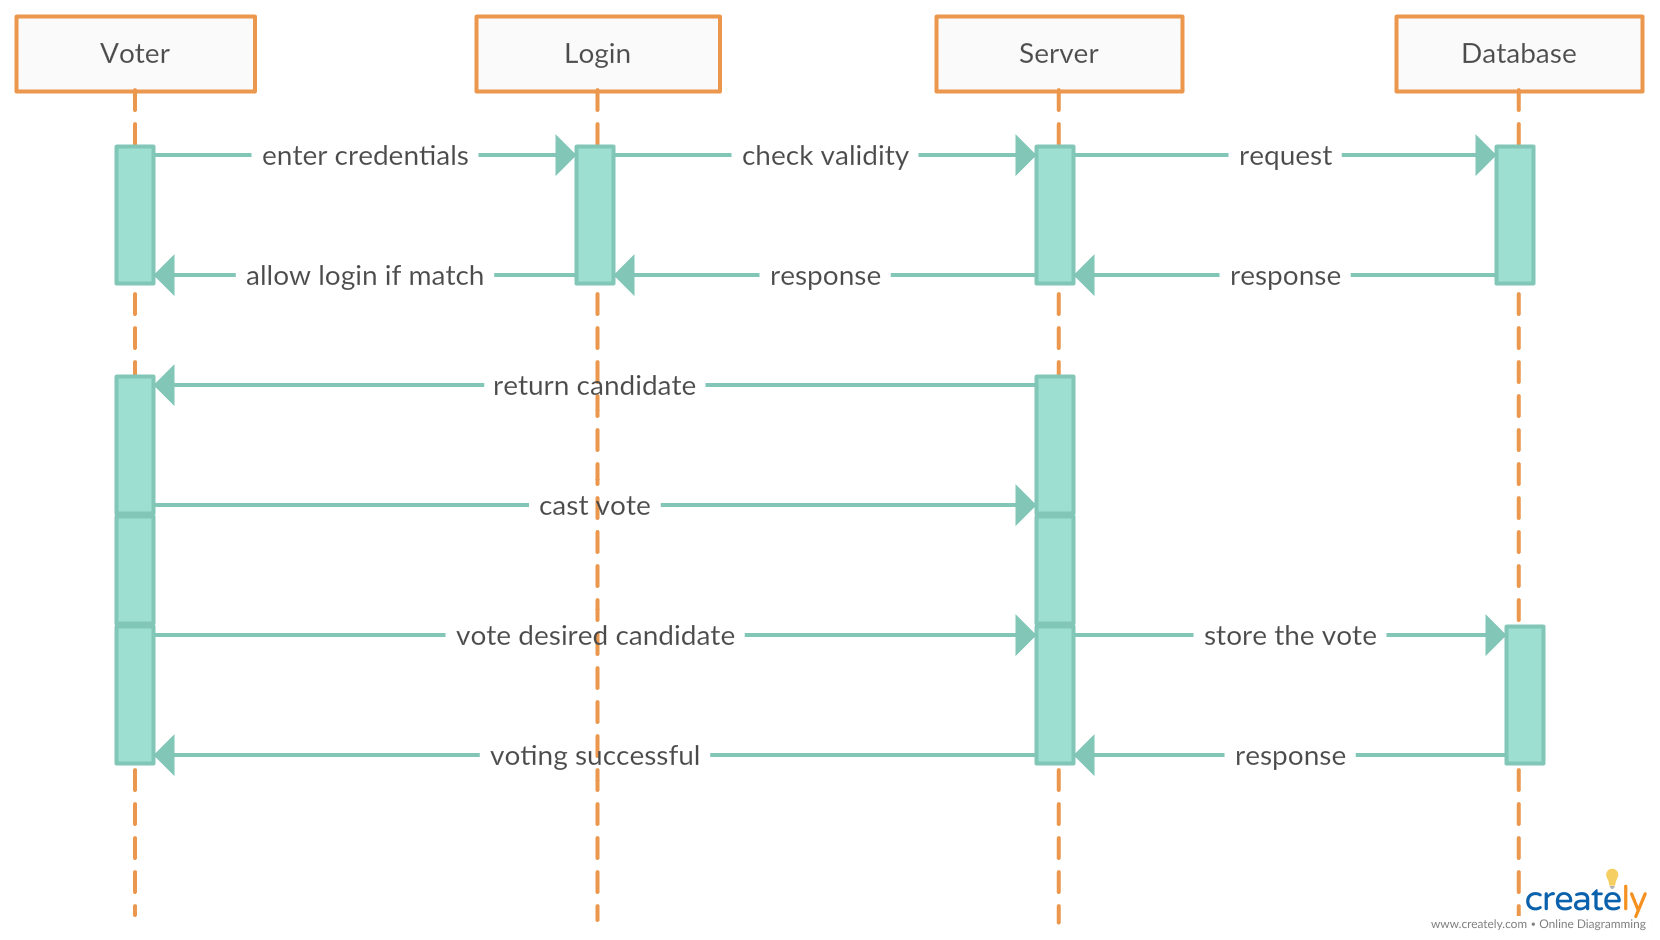 Voter
Login
Server
Database
enter credentials
check validity
request
allow login if match
response
response
return candidate
cast vote
vote desired candidate
store the vote
voting successful
response
creately
www.creately.com • Online Diagramming